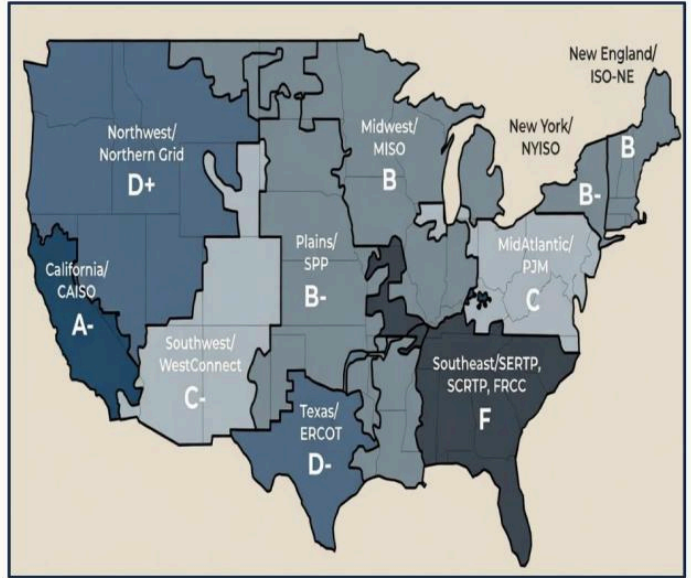 New England/
ISO-NE
B
New York/
NYISO
B-
Northwest/
Northern Grid
D+
Midwest/
MISO
B
California/
CAISO
A-
Plains/
SPP
B-
MidAtlantic/
PJM
C
Southwest/
WestConnect
C-
Southeast/SERTP,
SCRTP, FRCC
F
Texas/
ERCOT
D-